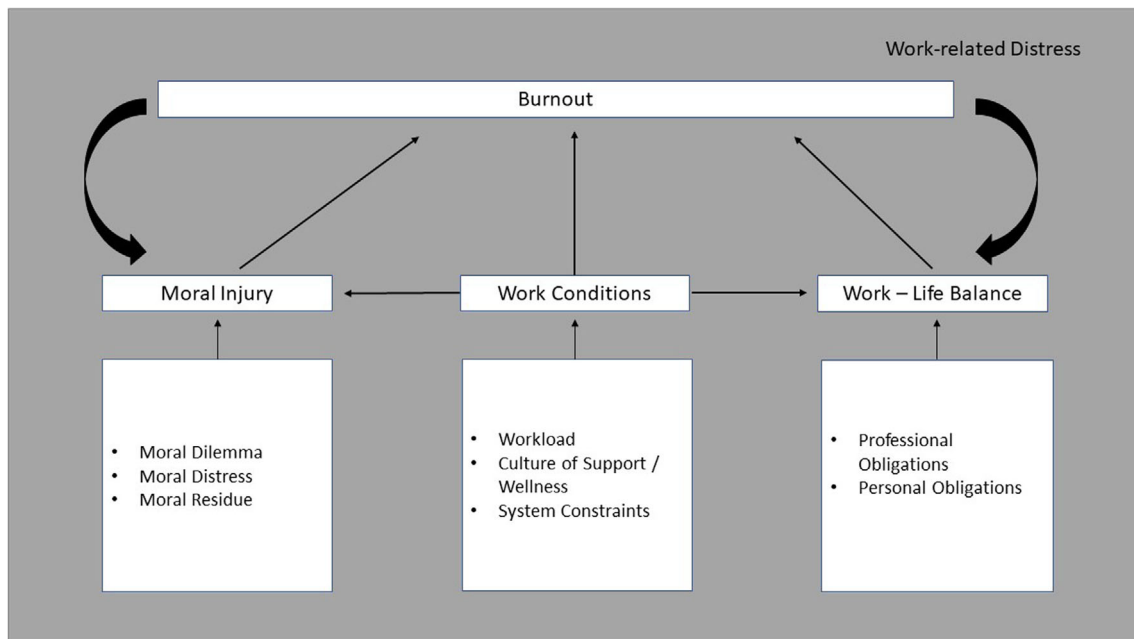 Work-related Distress
Burnout
Moral Injury
Work Conditions
Work – Life Balance
• Moral Dilemma
• Moral Distress
• Moral Residue
• Workload
• Culture of Support /
Wellness
• System Constraints
• Professional
Obligations
• Personal Obligations